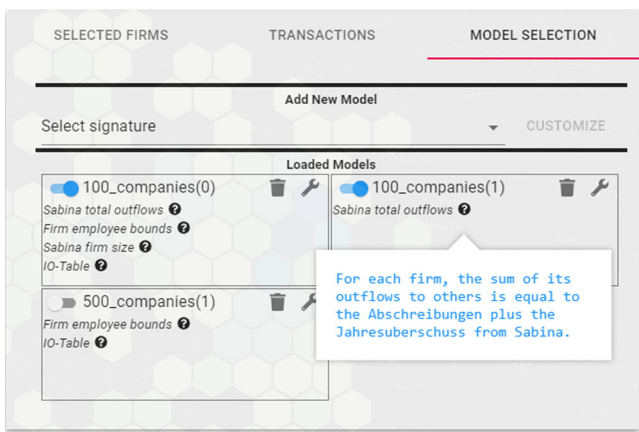 SELECTED FIRMS TRANSACTIONS MODEL SELECTION
Add New Model
Select signature CUSTOMIZE
Loaded Models
100_companies(0)
Sabina total outflows ?
Firm employee bounds ?
Sabina firm size ?
IO-Table ?
100_companies(1)
Sabina total outflows ?
For each firm, the sum of its
outflows to others is equal to
the Abschreibungen plus the
Jahresuberschuss from Sabina.
500_companies(1)
Firm employee bounds ?
IO-Table ?